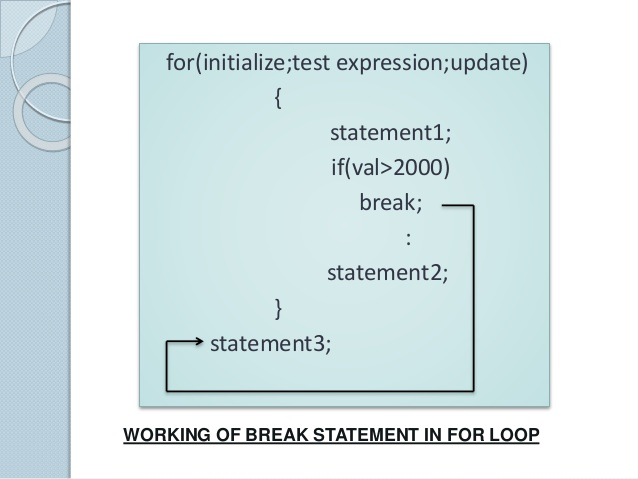 for(initialize;test expression;update)
{
statement1;
if(val>2000)
break;
:
statement2;
}
statement3;
WORKING OF BREAK STATEMENT IN FOR LOOP